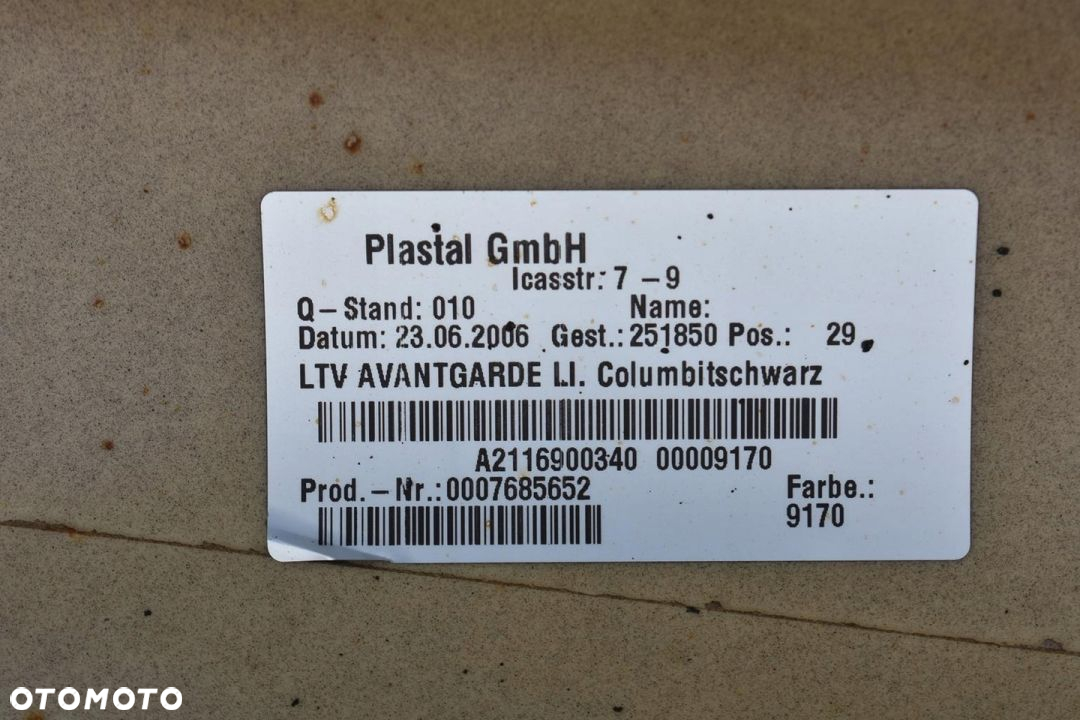 Plastal GmbH
Icasstr: 7 -9
Q-Stand: 010 Name:
Datum: 23.06.2006 Gest.: 251850 Pos.: 29
LTV AVANTGARDE LI. Columbitschwarz
A2116900340 00009170
Prod.-Nr.:0007685652 Farbe.:
9170
OTOMOTO